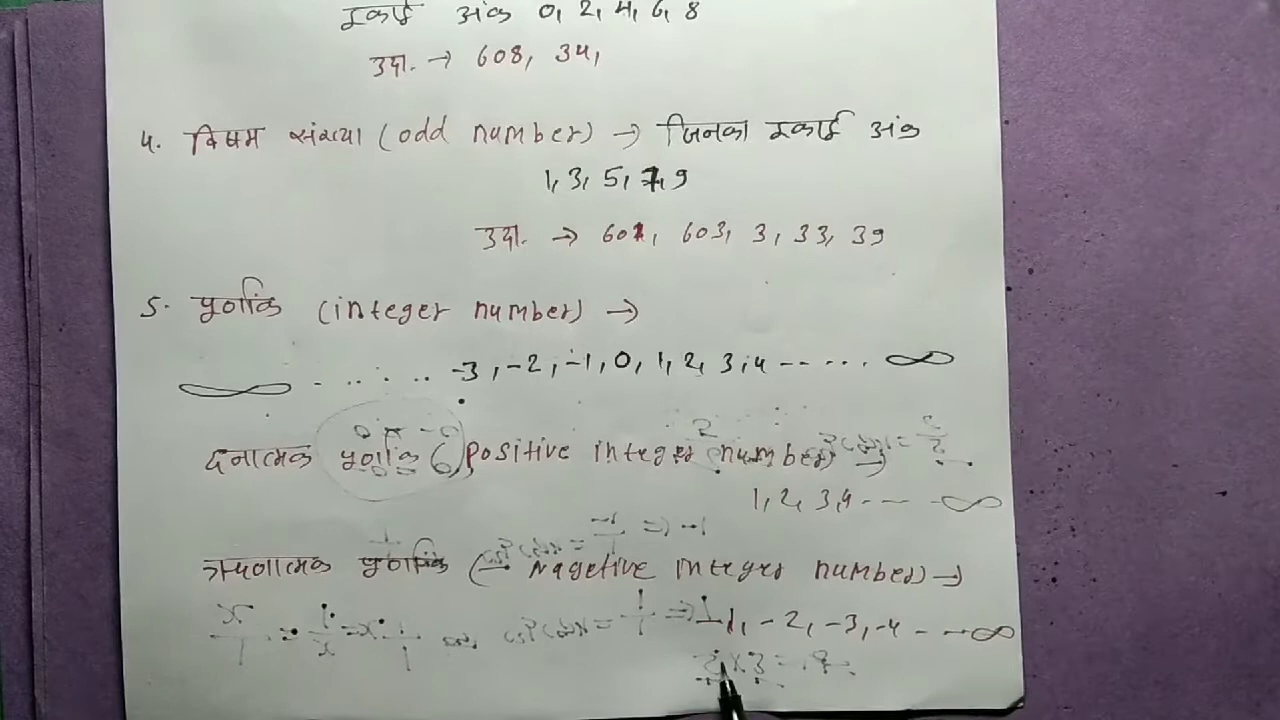 इकाई अंक 0, 2, 4, 6, 8
उदा. → 608, 34,
4. विषम संख्या (odd number) → जिनका इकाई अंक
1, 3, 5, 7, 9
उदा. → 601, 603, 3, 33, 39
5. पूर्णांक (integer number) →
∞ - ...... -3, -2, -1, 0, 1, 2, 3, 4 -- ... ∞
धनात्मक पूर्णांक (positive integer number) →
1, 2, 3, 4 --- -∞
ऋणात्मक पूर्णांक (Nagetive integer number) →
-1, -2, -3, -4 - --∞